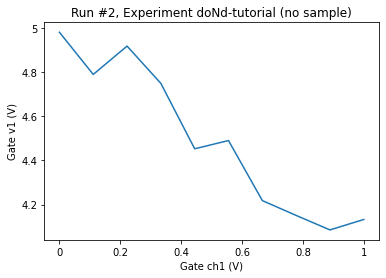 Run #2, Experiment doNd-tutorial (no sample)
5
4.8
4.6
4.4
4.2
Gate v1 (V)
0 0.2 0.4 0.6 0.8 1
Gate ch1 (V)